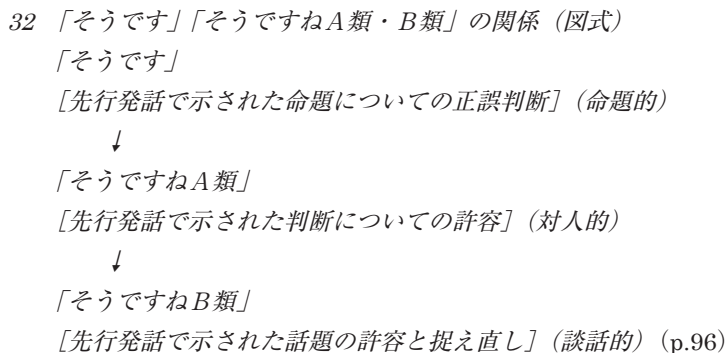 32 「そうです」「そうですねA類・B類」の関係（図式）
「そうです」
［先行発話で示された命題についての正誤判断］（命題的）
↓
「そうですねA類」
［先行発話で示された判断についての許容］（対人的）
↓
「そうですねB類」
［先行発話で示された話題の許容と捉え直し］（談話的）（p.96）